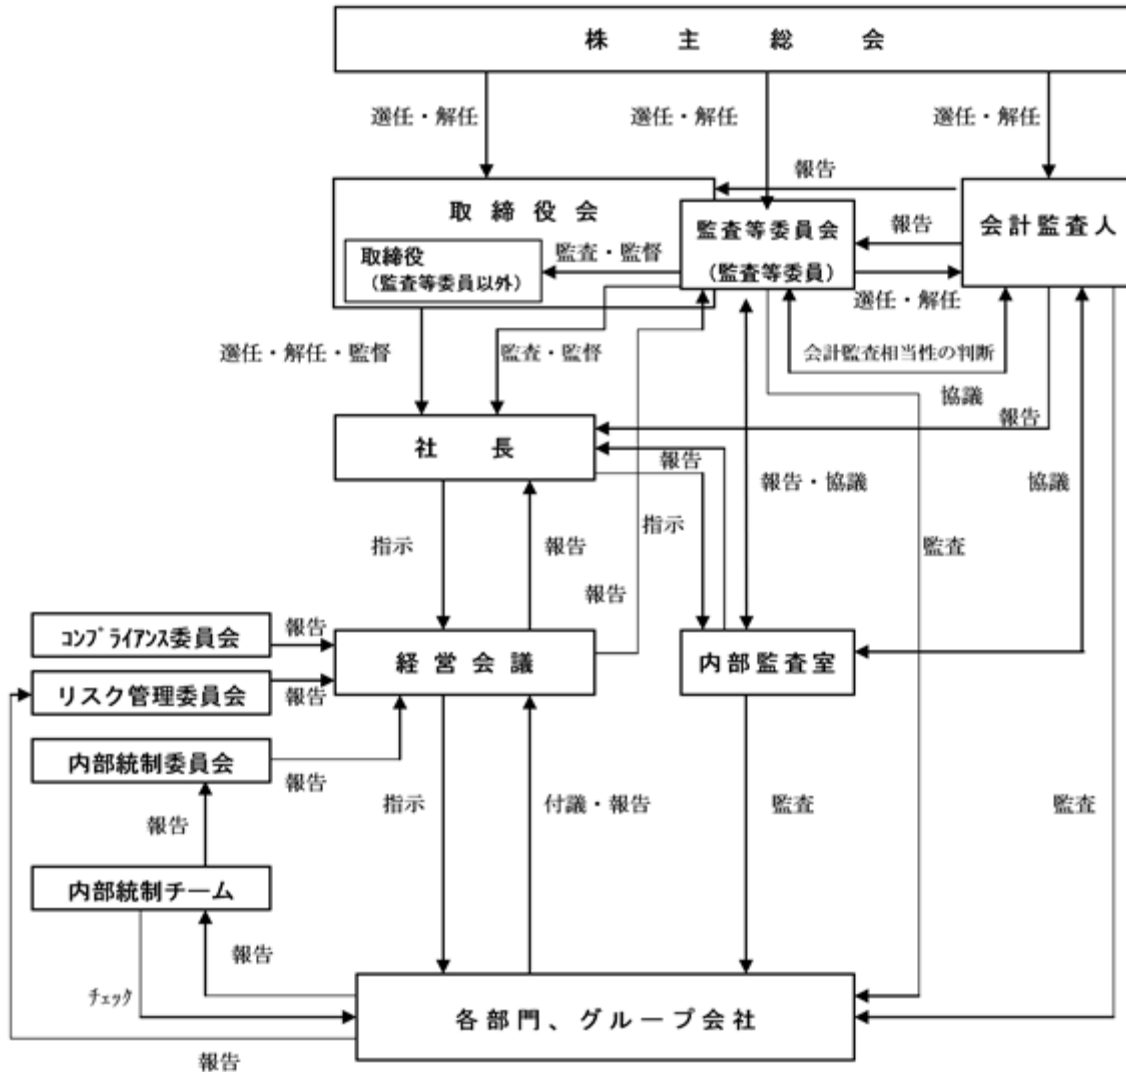 株主総会
選任・解任
選任・解任
選任・解任
報告
取締役会
監査等委員会
(監査等委員)
会計監査人
報告
取締役
(監査等委員以外)
監査・監督
選任・解任
選任・解任・監督
監査・監督
会計監査相当性の判断
協議
報告
社長
報告
報告・協議
協議
指示
報告
指示
監査
報告
コンプライアンス委員会
報告
経営会議
内部監査室
リスク管理委員会
報告
内部統制委員会
報告
指示
付議・報告
監査
監査
報告
内部統制チーム
報告
チェック
各部門、グループ会社
報告